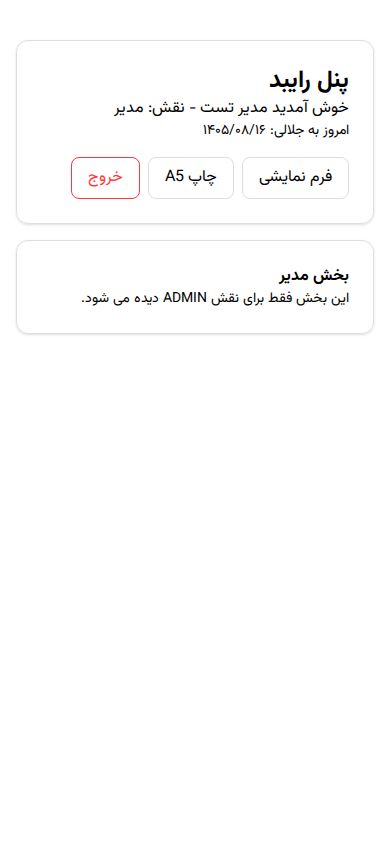 پنل رایبد
خوش آمدید مدیر تست - نقش: مدیر
امروز به جلالی: ۱۴۰۵/۰۸/۱۶
فرم نمایشی
چاپ A5
خروج
بخش مدیر
این بخش فقط برای نقش ADMIN دیده می شود.